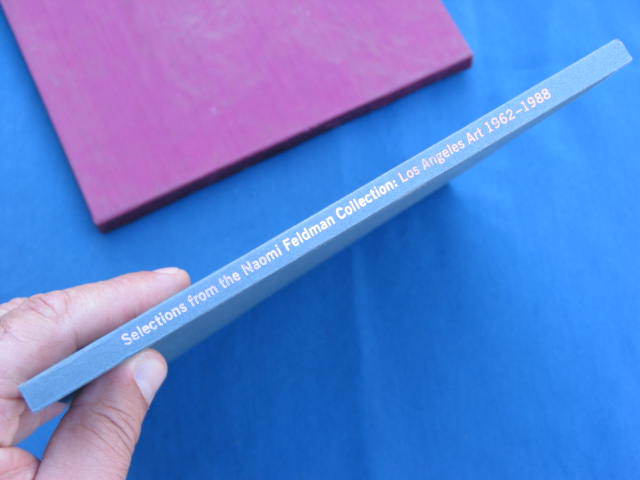 Selections from the Naomi Feldman Collection: Los Angeles Art 1962–1988